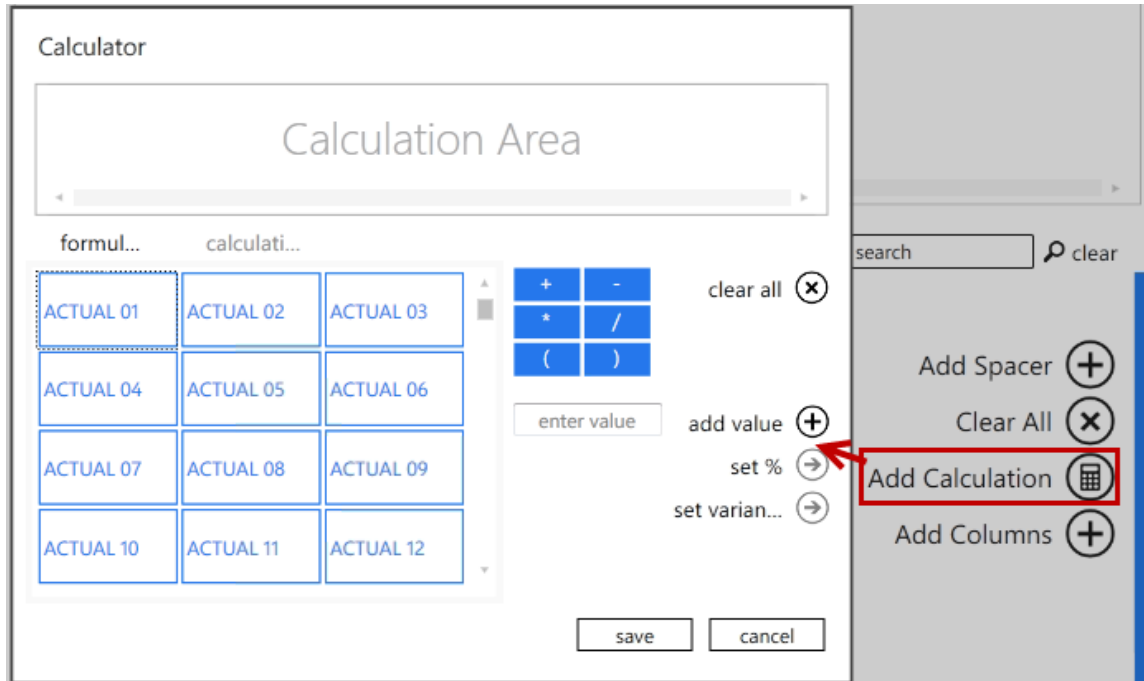 Calculator
Calculation Area
formul...
calculati...
ACTUAL 01
ACTUAL 02
ACTUAL 03
ACTUAL 04
ACTUAL 05
ACTUAL 06
ACTUAL 07
ACTUAL 08
ACTUAL 09
ACTUAL 10
ACTUAL 11
ACTUAL 12
+ -
* /
( )
clear all
enter value
add value
set %
set varian...
save
cancel
search
clear
Add Spacer
Clear All
Add Calculation
Add Columns